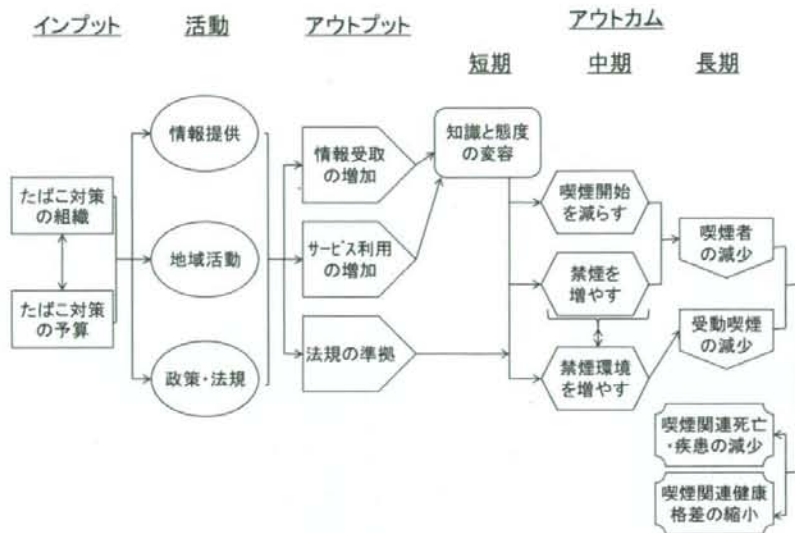 インプット
活動
アウトプット
アウトカム
短期
中期
長期
たばこ対策
の組織
たばこ対策
の予算
情報提供
地域活動
政策・法規
情報受取
の増加
サービス利用
の増加
法規の準拠
知識と態度
の変容
喫煙開始
を減らす
禁煙を
増やす
禁煙環境
を増やす
喫煙者
の減少
受動喫煙
の減少
喫煙関連死亡
・疾患の減少
喫煙関連健康
格差の縮小